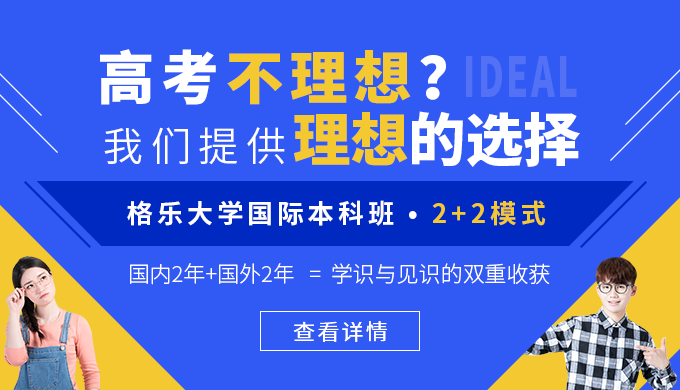 高考不理想？
IDEAL
我们提供理想的选择
格乐大学国际本科班 • 2+2模式
国内2年+国外2年 = 学识与见识的双重收获
查看详情